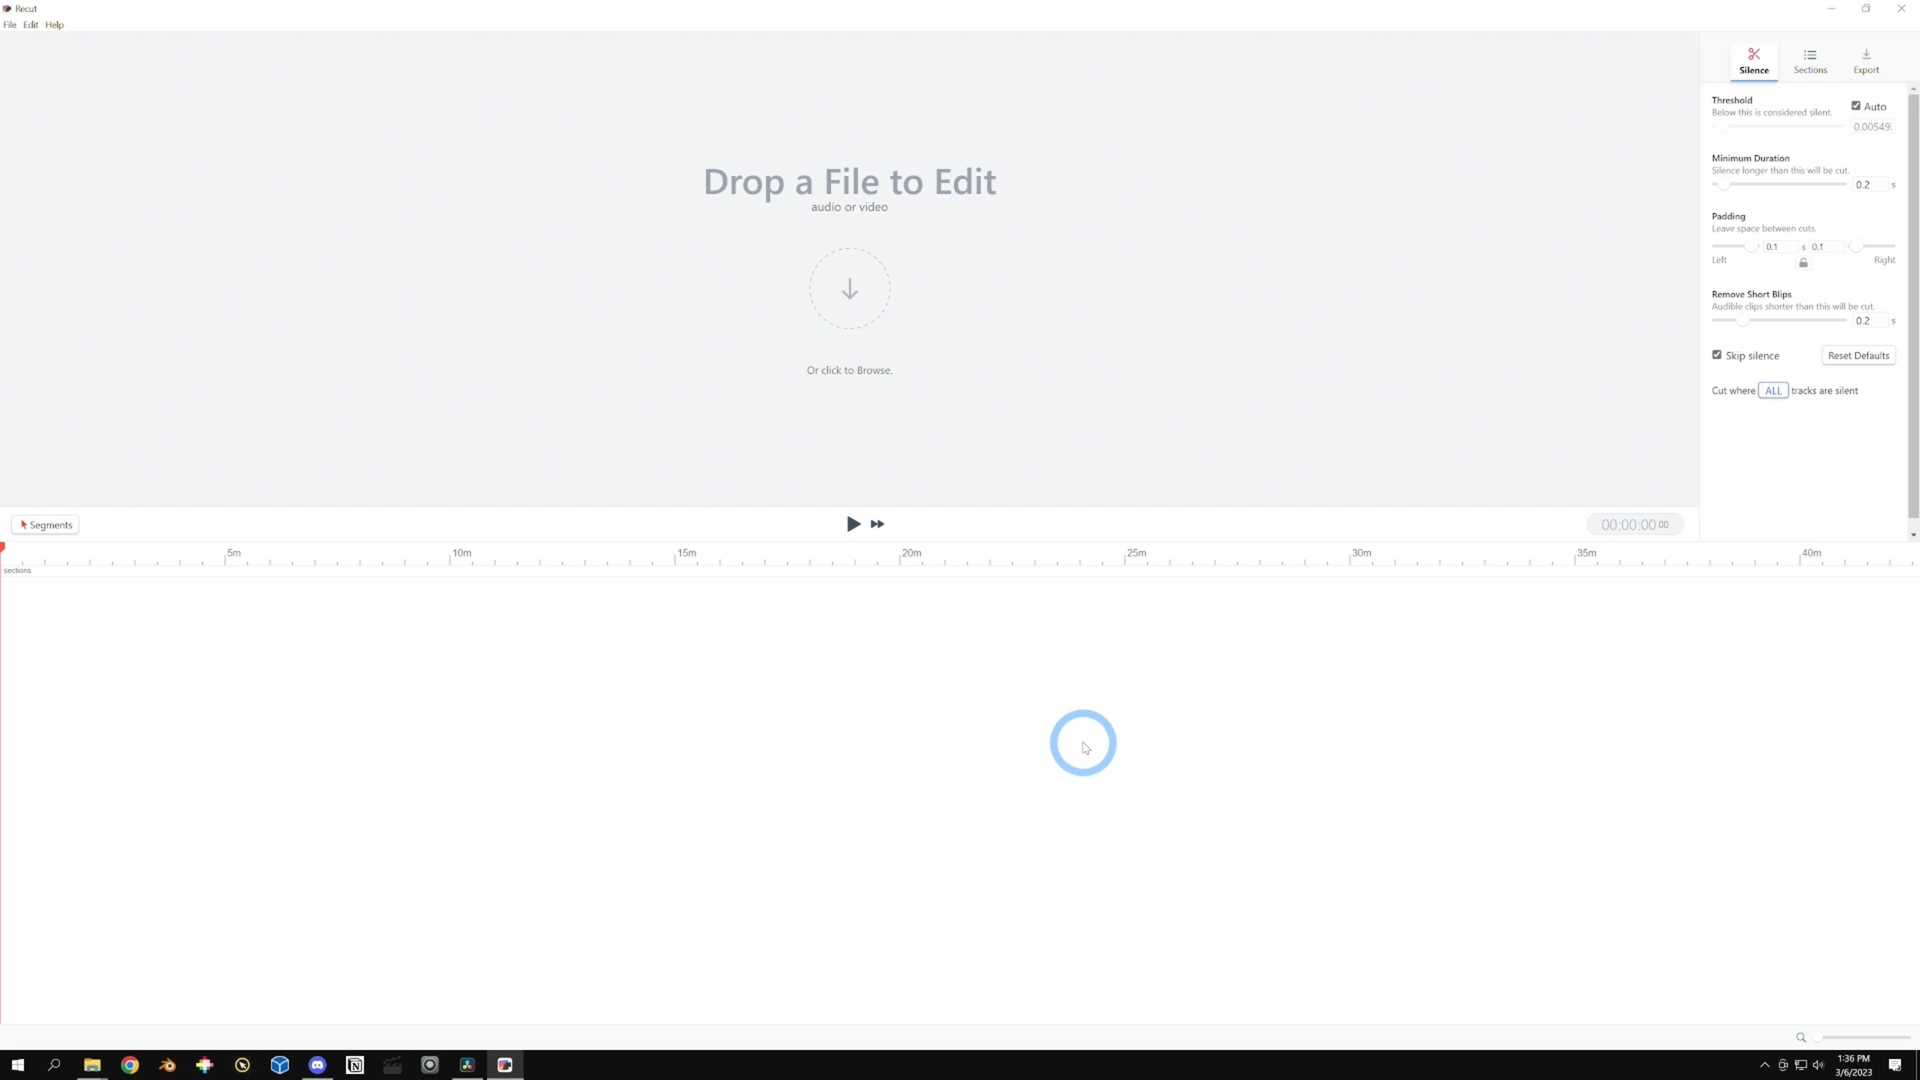 Recut
File Edit Help
Silence Sections Export
Threshold
Below this is considered silent.
Auto
0.00549
Minimum Duration
Silence longer than this will be cut.
0.2 s
Padding
Leave space between cuts.
0.1 s 0.1
Left Right
Remove Short Blips
Audible clips shorter than this will be cut.
0.2 s
Skip silence Reset Defaults
Cut where ALL tracks are silent
Drop a File to Edit
audio or video
Or click to Browse.
Segments
00:00:00 00
5m 10m 15m 20m 25m 30m 35m 40m
sections
1:36 PM
3/6/2023